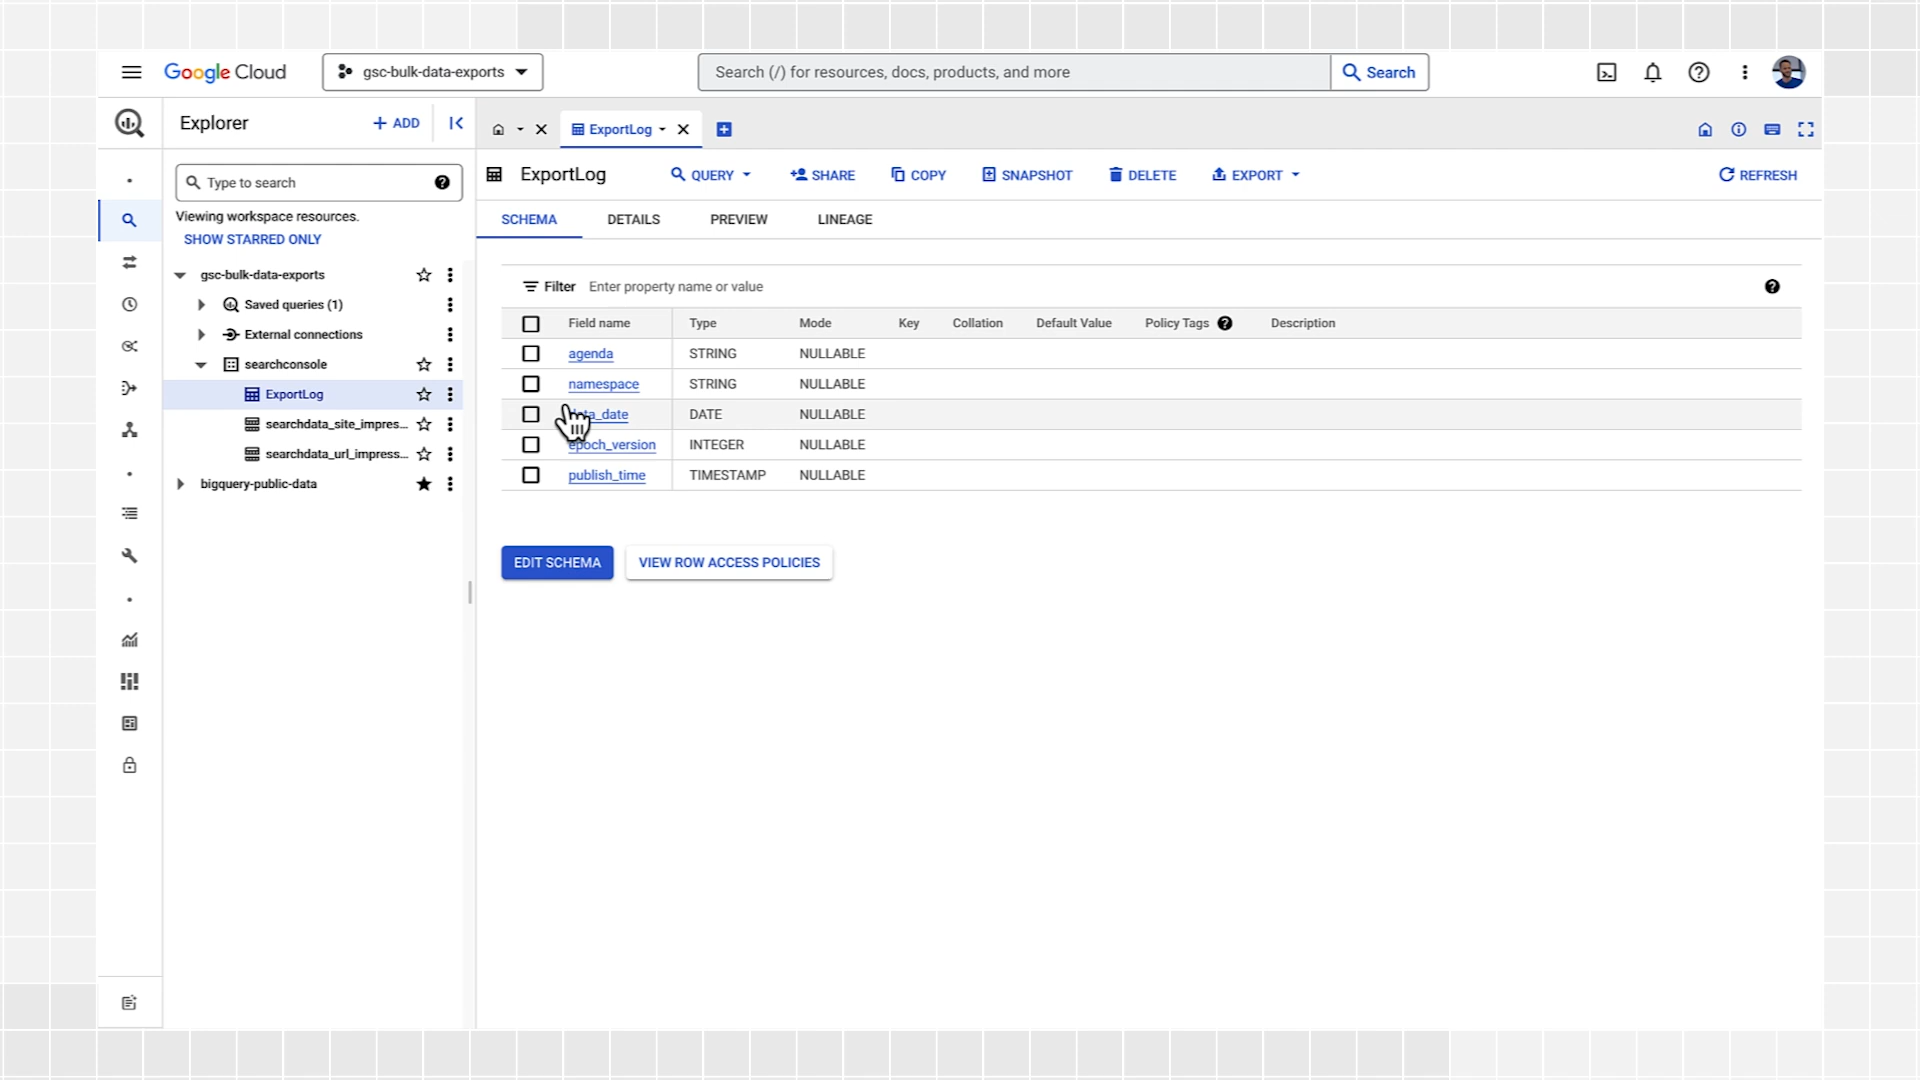 Google Cloud
gsc-bulk-data-exports
Search (/) for resources, docs, products, and more
Search
Explorer
+ ADD
ExportLog
Type to search
Viewing workspace resources.
SHOW STARRED ONLY
gsc-bulk-data-exports
Saved queries (1)
External connections
searchconsole
ExportLog
searchdata_site_impres...
searchdata_url_impress...
bigquery-public-data
ExportLog
QUERY
SHARE
COPY
SNAPSHOT
DELETE
EXPORT
REFRESH
SCHEMA DETAILS PREVIEW LINEAGE
Filter Enter property name or value
Field name Type Mode Key Collation Default Value Policy Tags Description
agenda STRING NULLABLE
namespace STRING NULLABLE
data_date DATE NULLABLE
epoch_version INTEGER NULLABLE
publish_time TIMESTAMP NULLABLE
EDIT SCHEMA
VIEW ROW ACCESS POLICIES